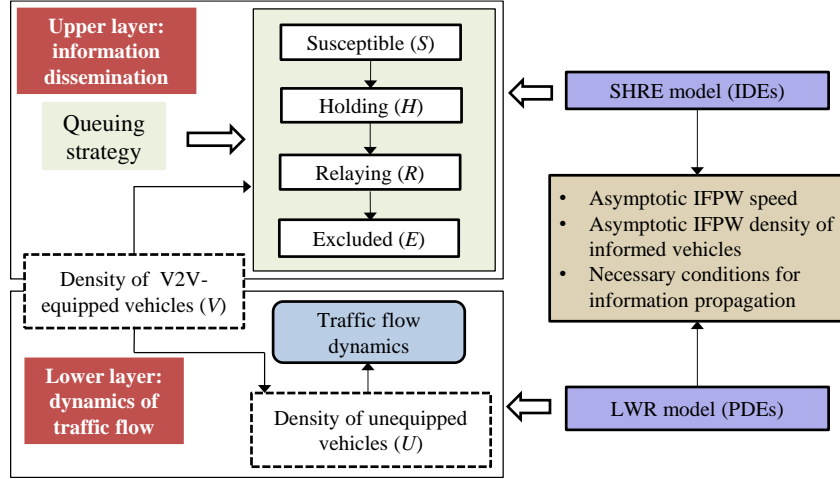 Upper layer:
information
dissemination
Queuing
strategy
Susceptible (S)
Holding (H)
Relaying (R)
Excluded (E)
SHRE model (IDEs)
• Asymptotic IFPW speed
• Asymptotic IFPW density of
informed vehicles
• Necessary conditions for
information propagation
Density of V2V-
equipped vehicles (V)
Traffic flow
dynamics
Lower layer:
dynamics of
traffic flow
Density of unequipped
vehicles (U)
LWR model (PDEs)